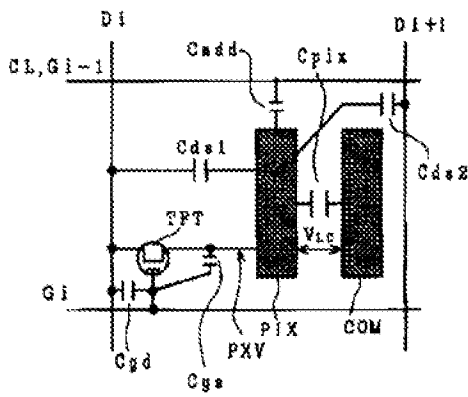 Di
Di+1
CL,Gi-1
Cadd
Cpix
Cds1
Cds2
TFT
VLC
Gi
PIX
COM
PXV
Cgd
Cgs